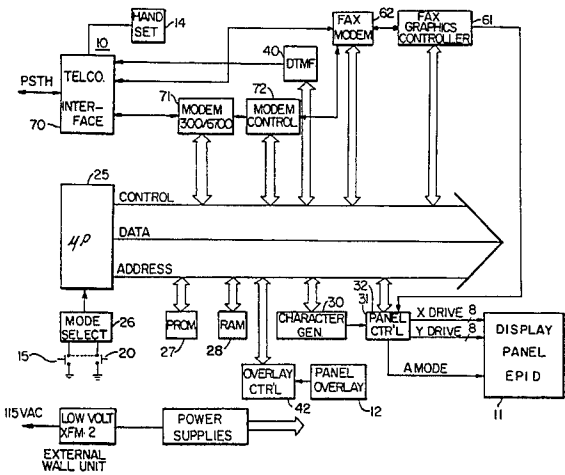 HAND
SET
14
10
TELCO.
INTER-
FACE
70
PSTH
40
DTMF
FAX
MODEM
62
FAX
GRAPHICS
CONTROLLER
61
71
MODEM
300/6700
72
MODEM
CONTROL
25
µP
CONTROL
DATA
ADDRESS
MODE
SELECT
26
15
20
PROM
27
RAM
28
30
CHARACTER
GEN
32
31
PANEL
CTR'L
X DRIVE 8
Y DRIVE 8
A MODE
DISPLAY
PANEL
EPID
11
OVERLAY
CTR'L
42
PANEL
OVERLAY
12
115VAC
LOW VOLT
XFM-2
EXTERNAL
WALL UNIT
POWER
SUPPLIES